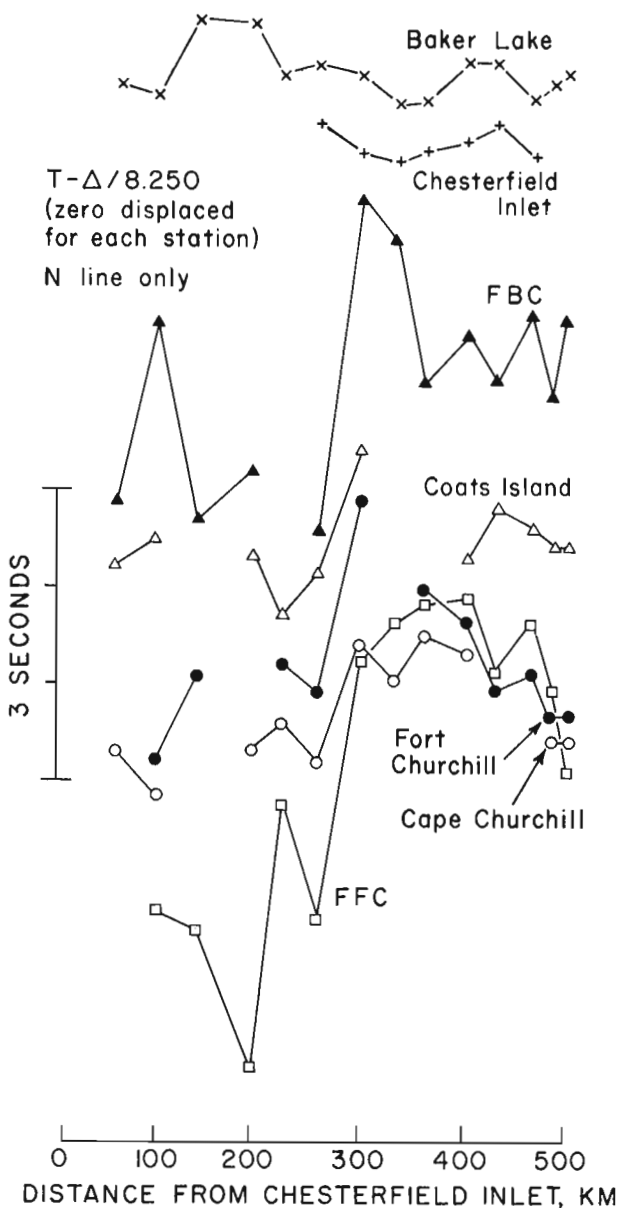 Baker Lake
Chesterfield
Inlet
T-Δ/8.250
(zero displaced
for each station)
N line only
FBC
Coats Island
3 SECONDS
Fort
Churchill
Cape Churchill
FFC
0 100 200 300 400 500
DISTANCE FROM CHESTERFIELD INLET, KM